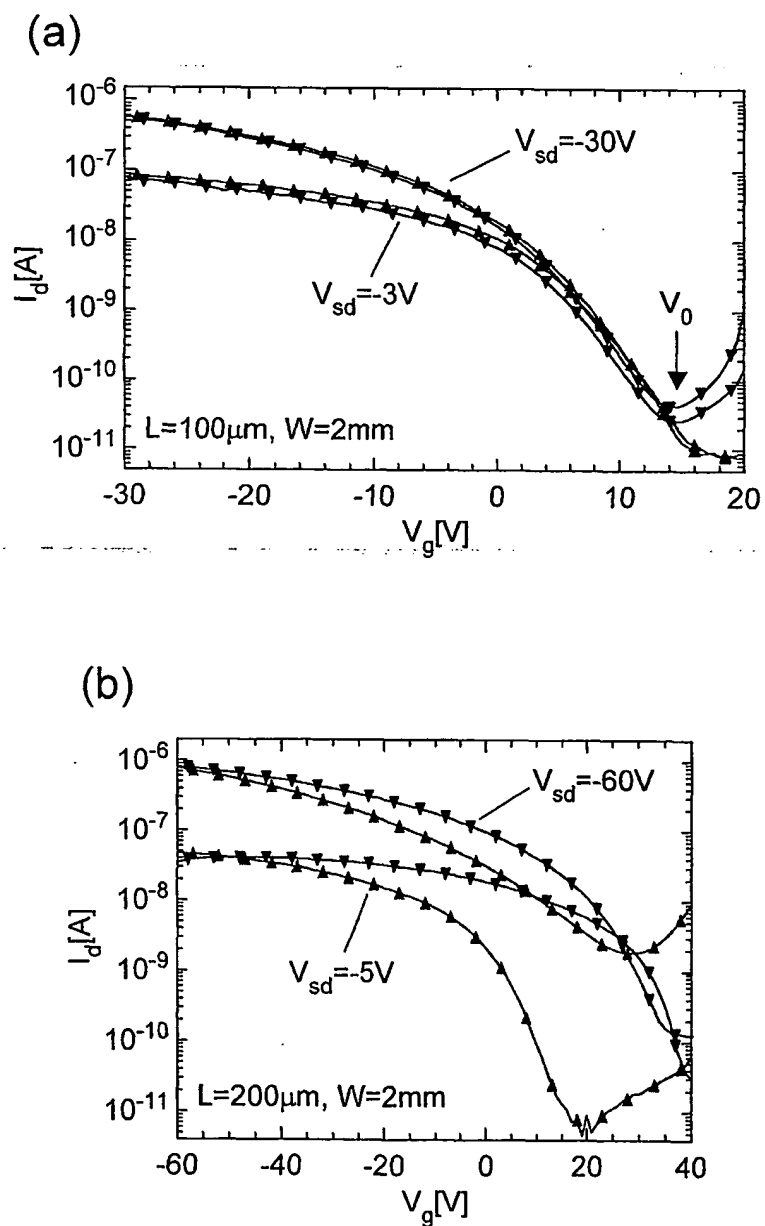 (a)
10⁻⁶
10⁻⁷
10⁻⁸
10⁻⁹
10⁻¹⁰
10⁻¹¹
I_d[A]
V_sd=-30V
V_sd=-3V
V_0
L=100μm, W=2mm
-30 -20 -10 0 10 20
V_g[V]
(b)
10⁻⁶
10⁻⁷
10⁻⁸
10⁻⁹
10⁻¹⁰
10⁻¹¹
I_d[A]
V_sd=-60V
V_sd=-5V
L=200μm, W=2mm
-60 -40 -20 0 20 40
V_g[V]